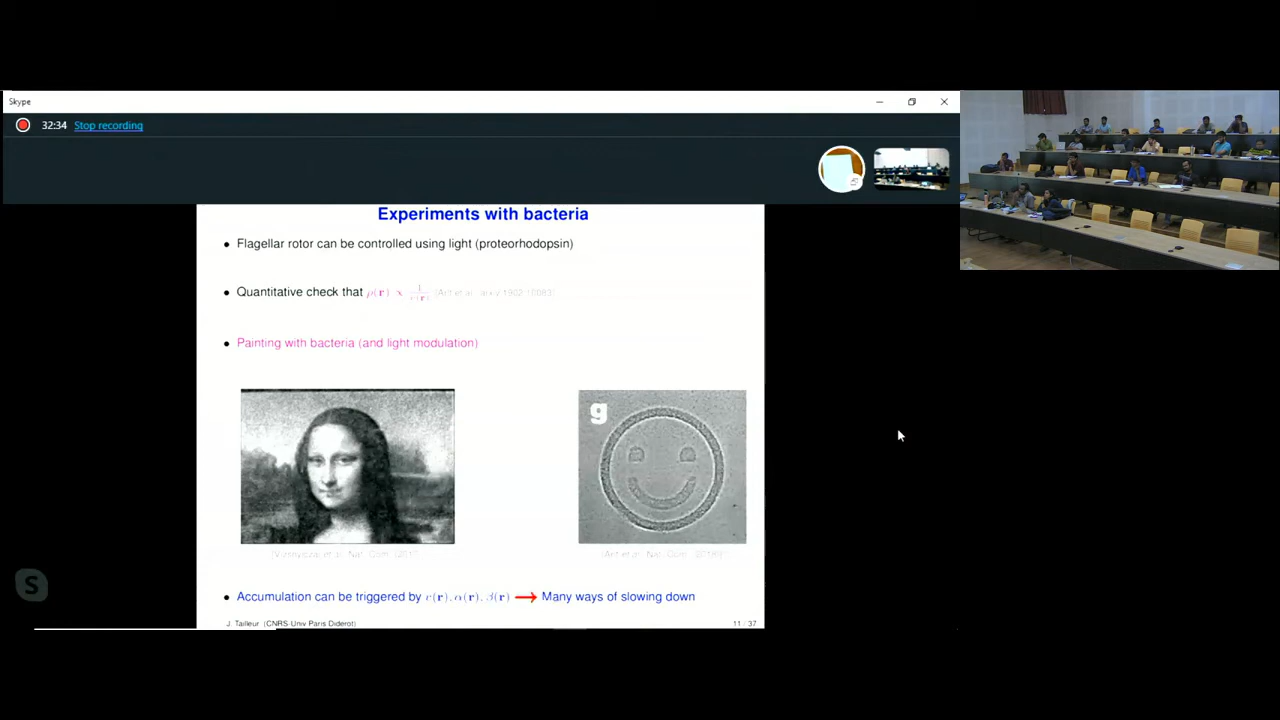 Skype
32:34 Stop recording
Experiments with bacteria
• Flagellar rotor can be controlled using light (proteorhodopsin)
• Quantitative check that ρ(r) ∝ 1/v(r)
• Painting with bacteria (and light modulation)
g
• Accumulation can be triggered by v(r), α(r), β(r) → Many ways of slowing down
J. Tailleur (CNRS-Univ Paris Diderot)
11 / 37
S